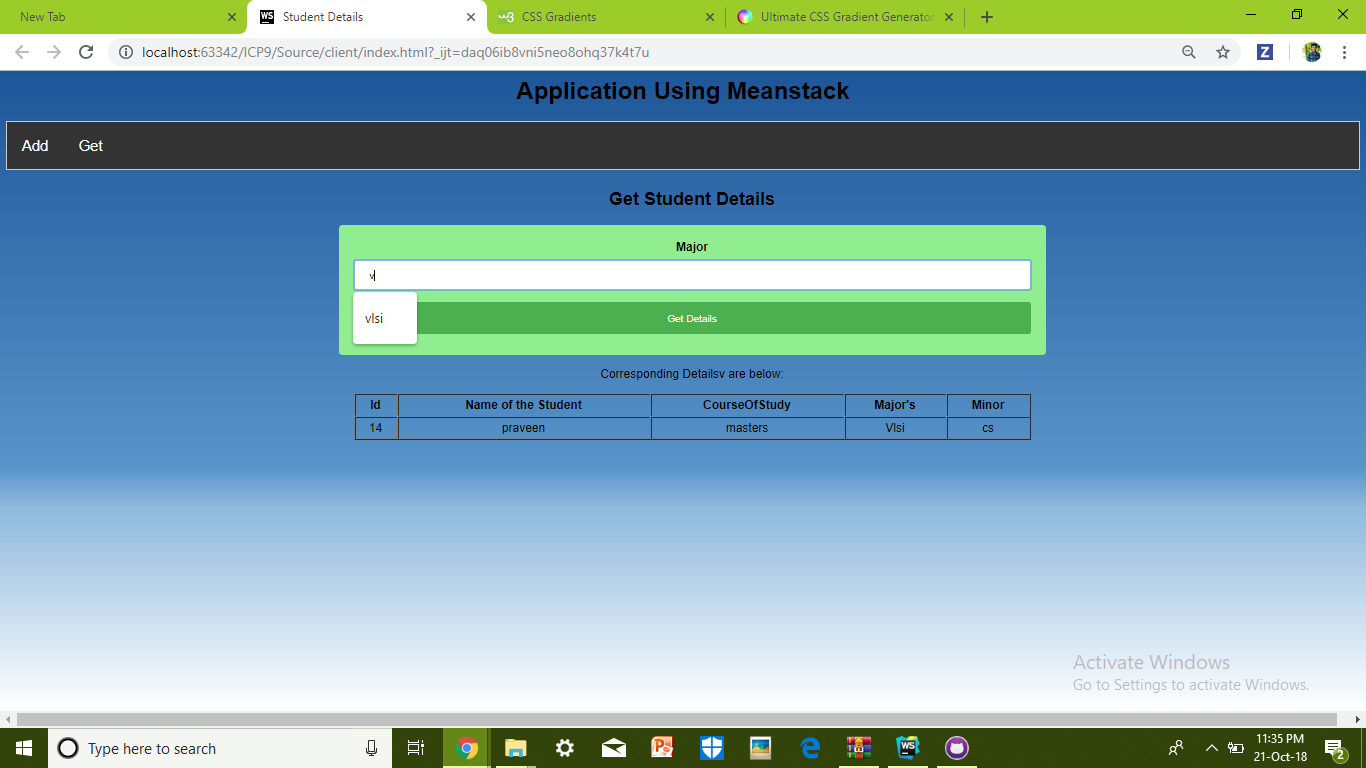 New Tab
Student Details
CSS Gradients
Ultimate CSS Gradient Generator
localhost:63342/ICP9/Source/client/index.html?_ijt=daq06ib8vni5neo8ohq37k4t7u
Z
Application Using Meanstack
Add Get
Get Student Details
Major
v
vlsi
Get Details
Corresponding Detailsv are below:
Id Name of the Student CourseOfStudy Major's Minor
14 praveen masters Vlsi cs
Activate Windows
Go to Settings to activate Windows.
Type here to search
11:35 PM
21-Oct-18
2